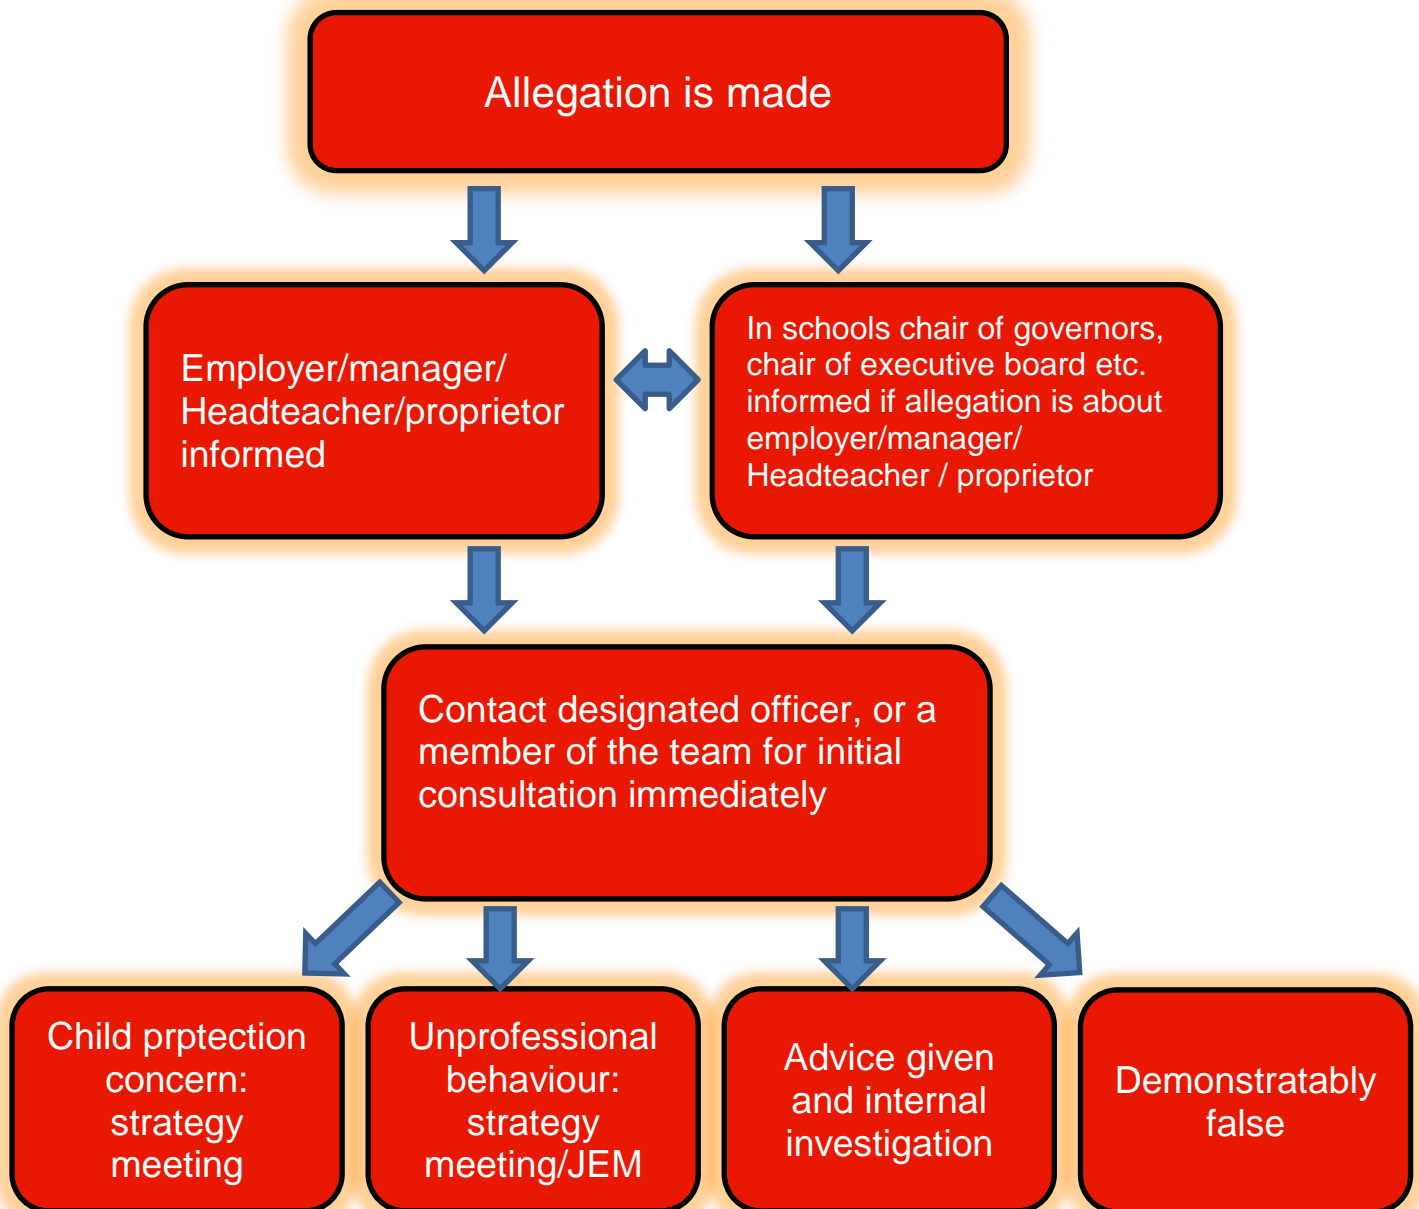 Allegation is made
Employer/manager/
Headteacher/proprietor
informed
In schools chair of governors,
chair of executive board etc.
informed if allegation is about
employer/manager/
Headteacher / proprietor
Contact designated officer, or a
member of the team for initial
consultation immediately
Child prptection
concern:
strategy
meeting
Unprofessional
behaviour:
strategy
meeting/JEM
Advice given
and internal
investigation
Demonstratably
false